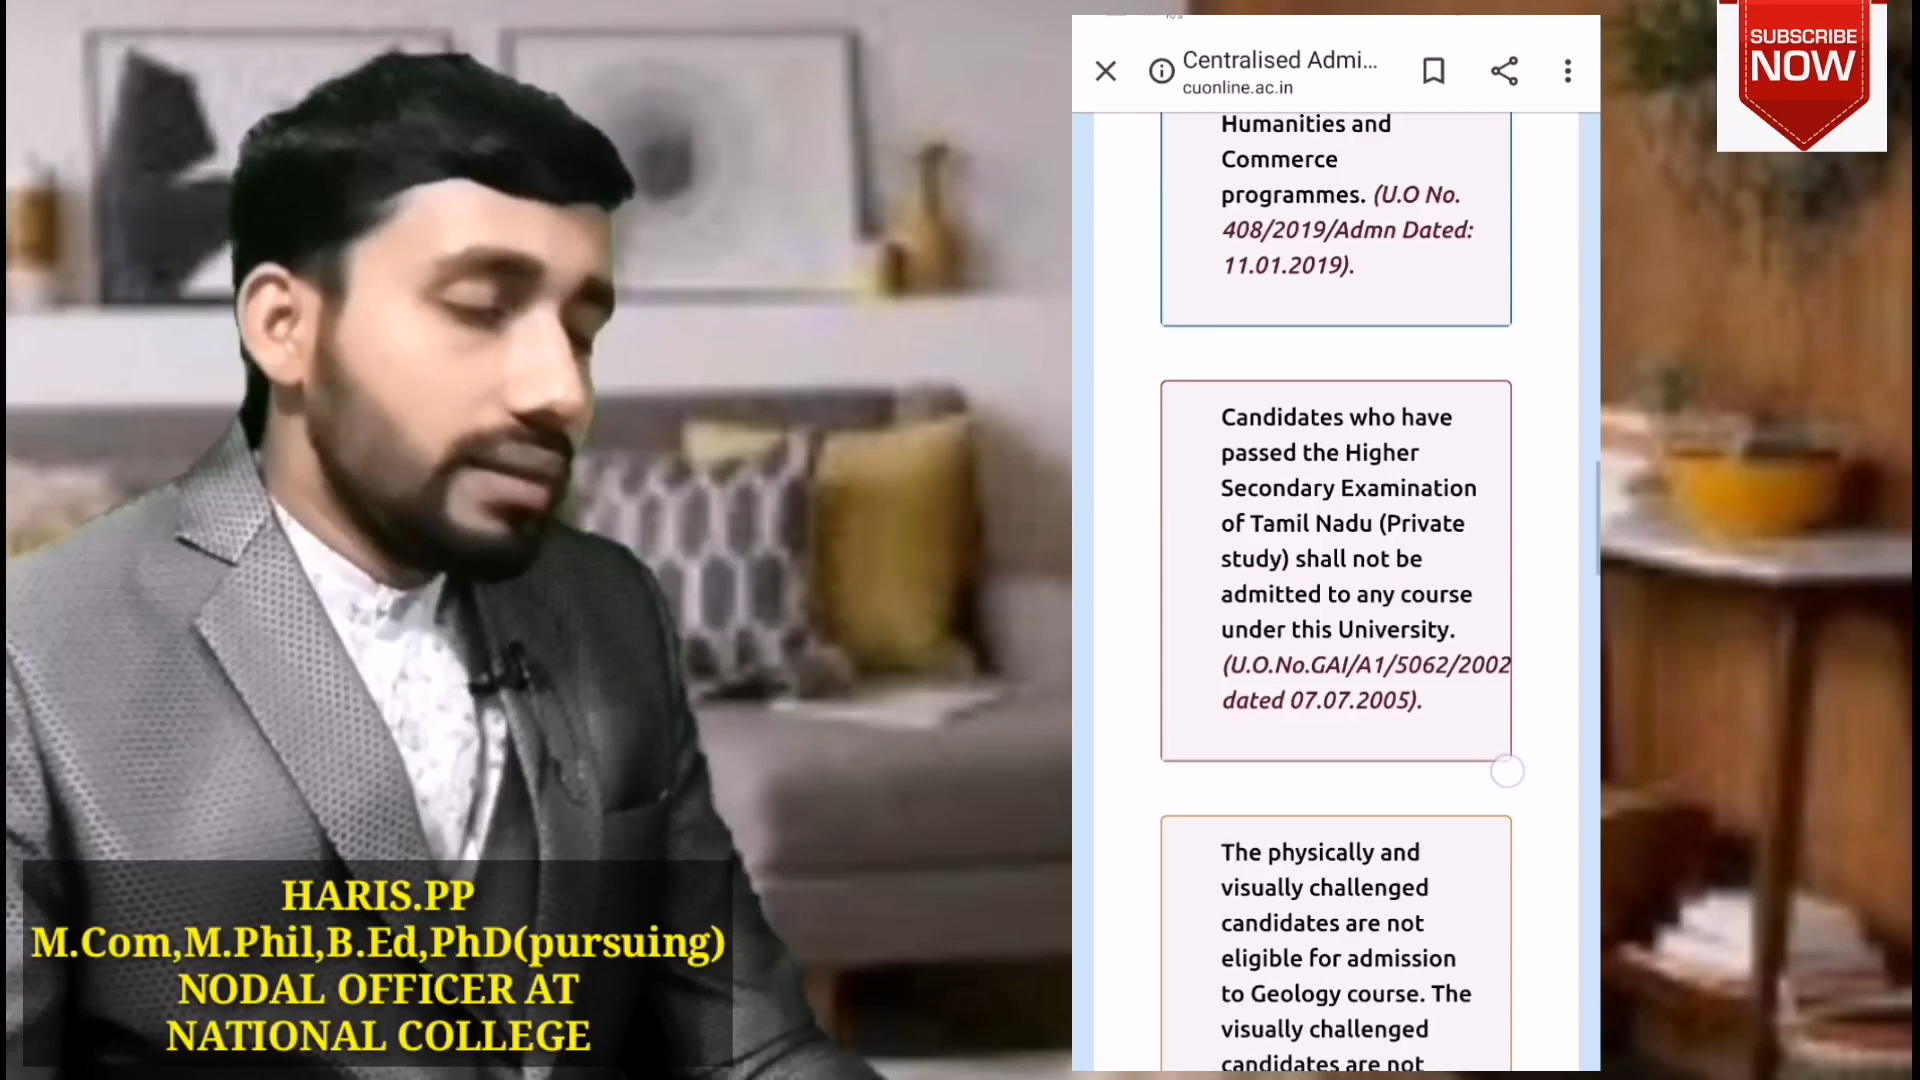 SUBSCRIBE
NOW
Centralised Admi...
cuonline.ac.in
Humanities and
Commerce
programmes. (U.O No.
408/2019/Admn Dated:
11.01.2019).
Candidates who have
passed the Higher
Secondary Examination
of Tamil Nadu (Private
study) shall not be
admitted to any course
under this University.
(U.O.No.GAI/A1/5062/2002
dated 07.07.2005).
The physically and
visually challenged
candidates are not
eligible for admission
to Geology course. The
visually challenged
candidates are not
HARIS.PP
M.Com,M.Phil,B.Ed,PhD(pursuing)
NODAL OFFICER AT
NATIONAL COLLEGE